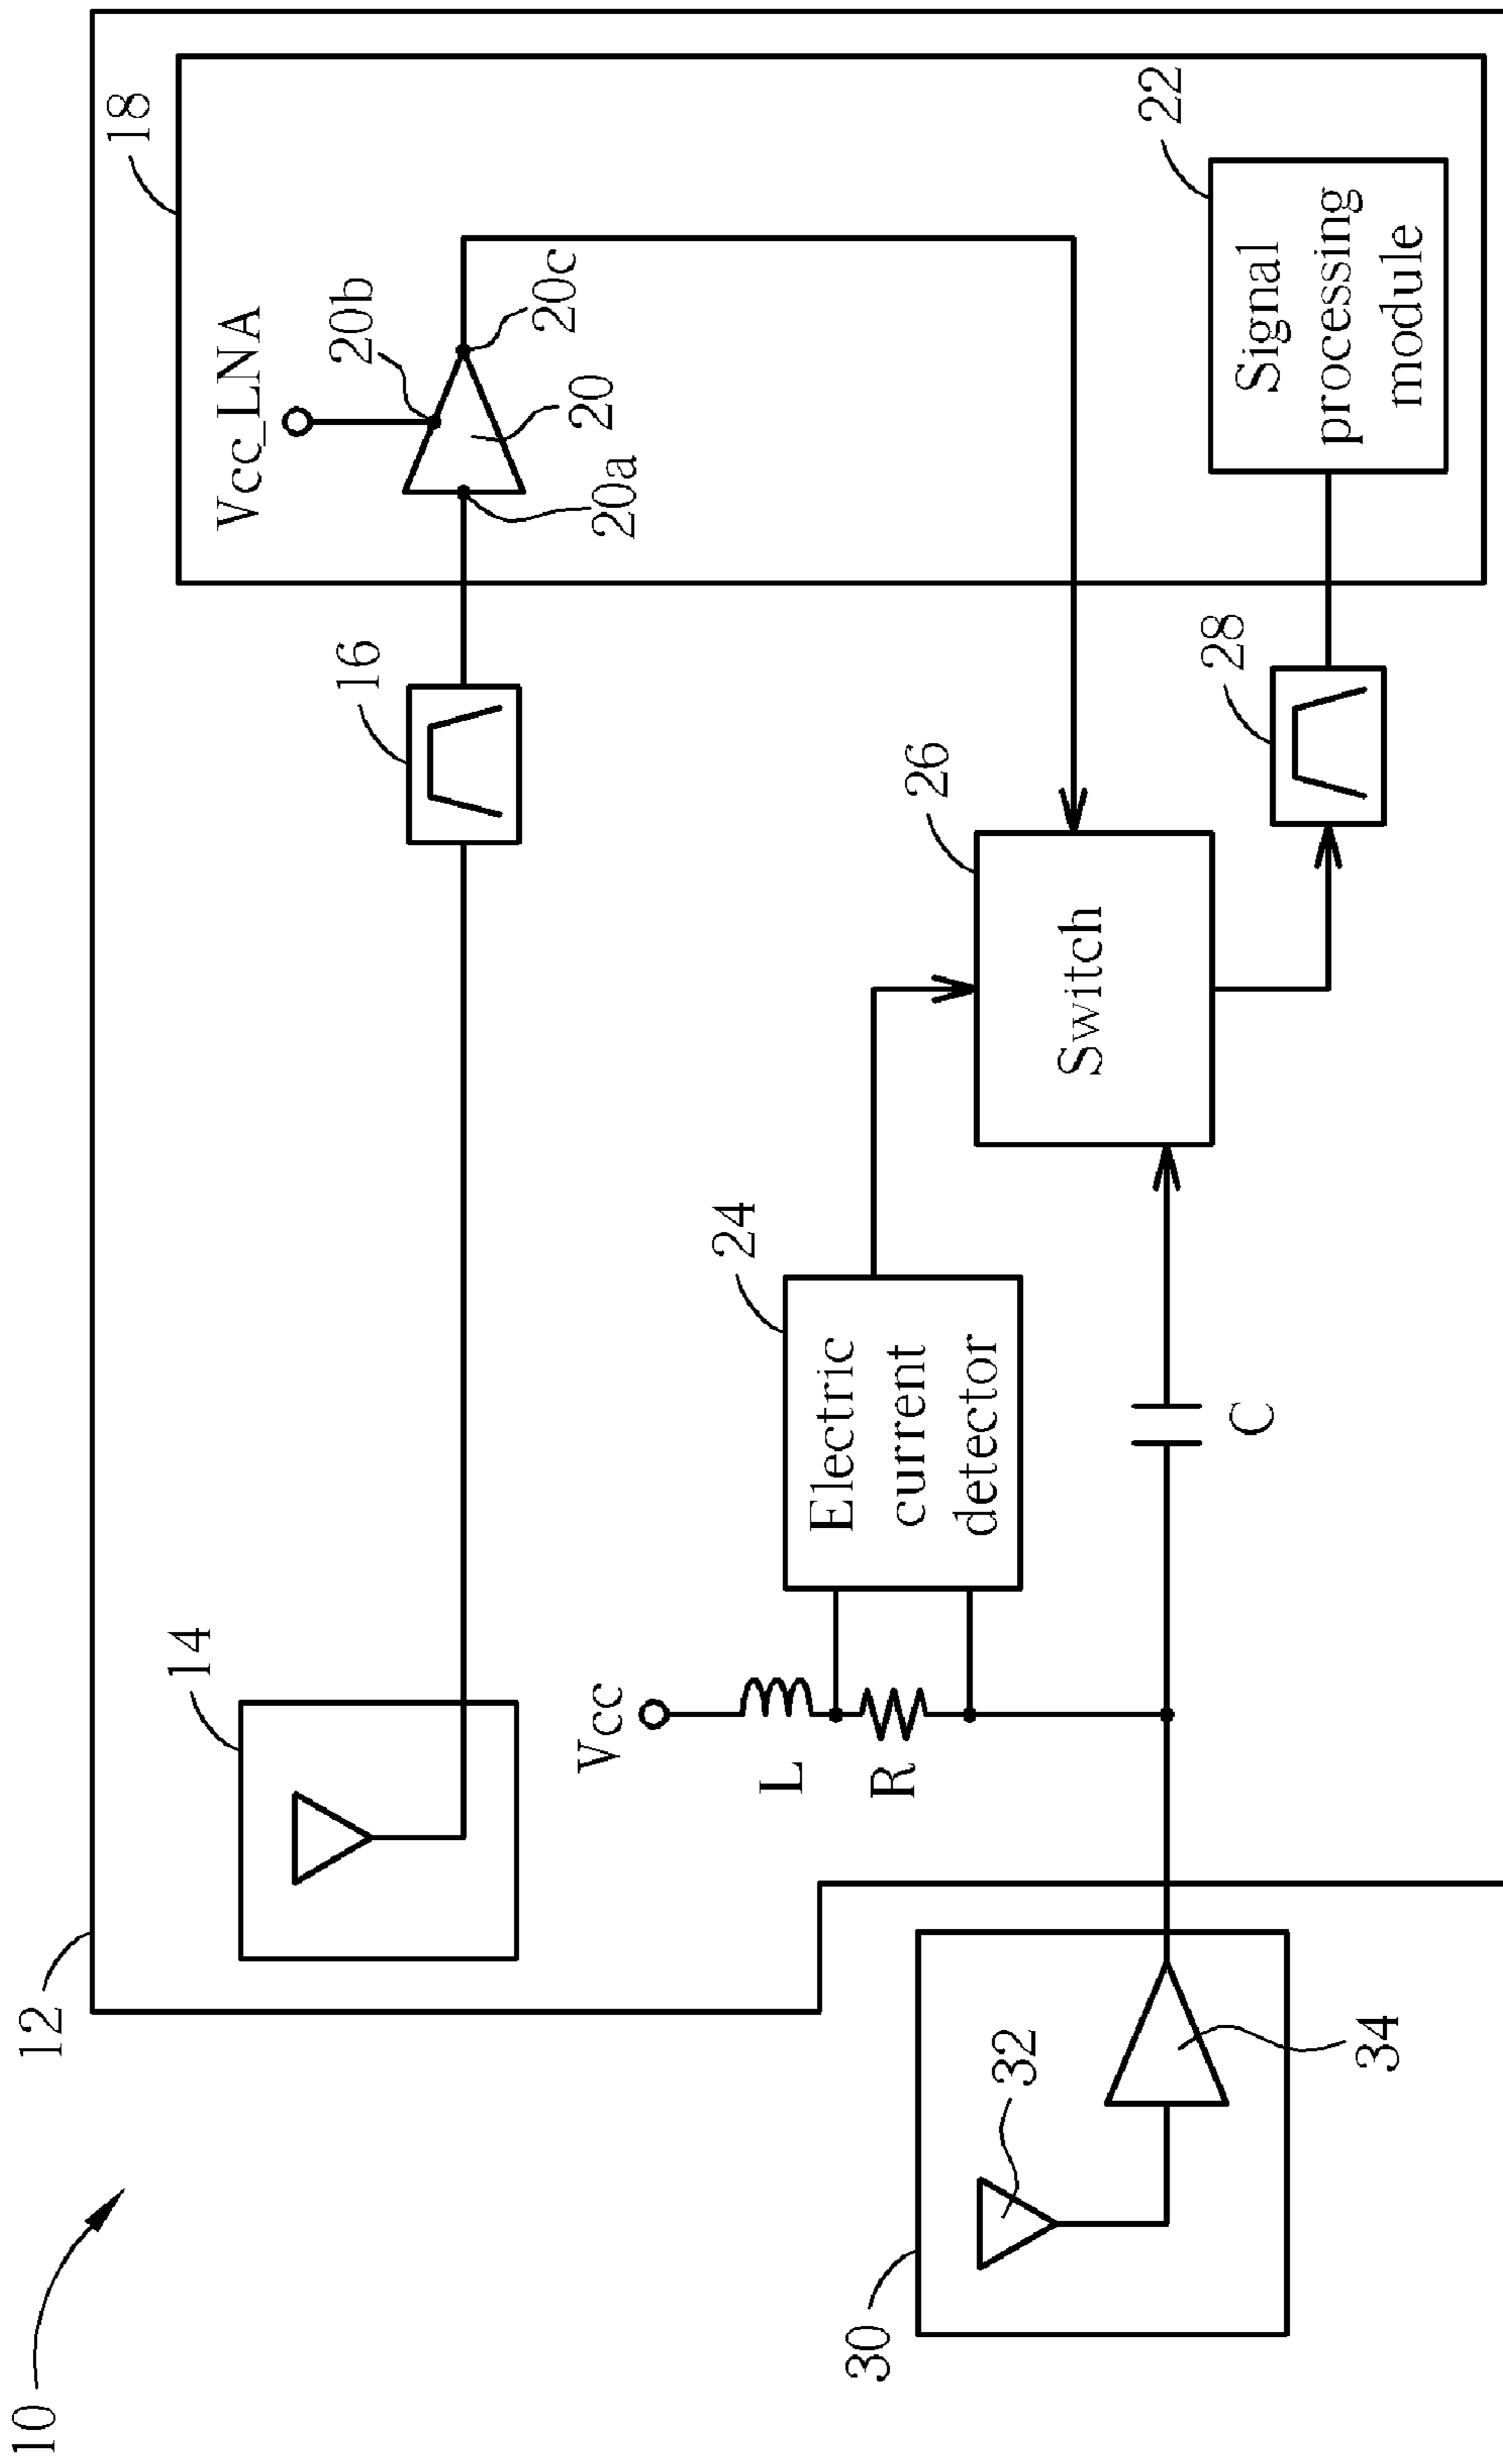 10
12
14
16
18
Vcc_LNA
20b
20c
20
20a
Vcc
L
R
24
Electric
current
detector
26
Switch
28
22
Signal
processing
module
C
30
32
34